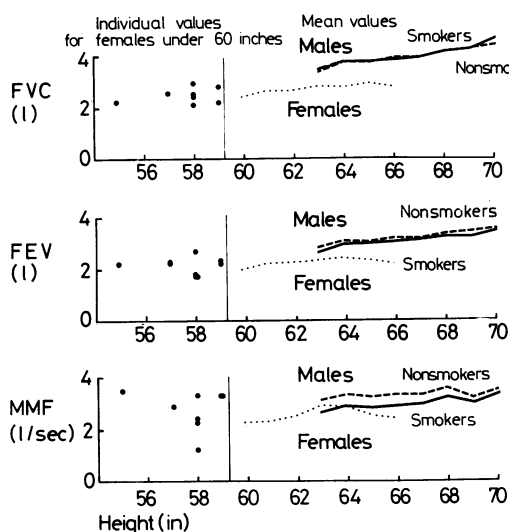 Individual values
for females under 60 inches
Mean values
Males
Smokers
Nonsmo
Females
FVC
(l)
4
2
0
56 58 60 62 64 66 68 70
Males
Nonsmokers
Smokers
Females
FEV
(l)
4
2
0
56 58 60 62 64 66 68 70
Males
Nonsmokers
Smokers
Females
MMF
(l/sec)
4
2
0
56 58 60 62 64 66 68 70
Height (in)